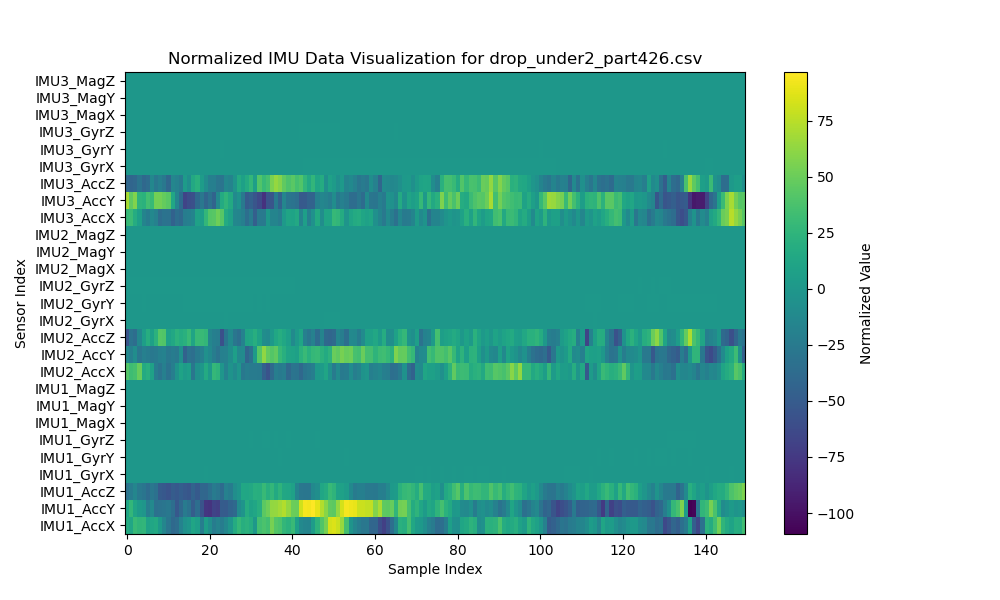 Normalized IMU Data Visualization for drop_under2_part426.csv
IMU3_MagZ
IMU3_MagY
IMU3_MagX
IMU3_GyrZ
IMU3_GyrY
IMU3_GyrX
IMU3_AccZ
IMU3_AccY
IMU3_AccX
IMU2_MagZ
IMU2_MagY
IMU2_MagX
IMU2_GyrZ
IMU2_GyrY
IMU2_GyrX
IMU2_AccZ
IMU2_AccY
IMU2_AccX
IMU1_MagZ
IMU1_MagY
IMU1_MagX
IMU1_GyrZ
IMU1_GyrY
IMU1_GyrX
IMU1_AccZ
IMU1_AccY
IMU1_AccX
Sensor Index
0 20 40 60 80 100 120 140
Sample Index
75
50
25
0
−25
−50
−75
−100
Normalized Value